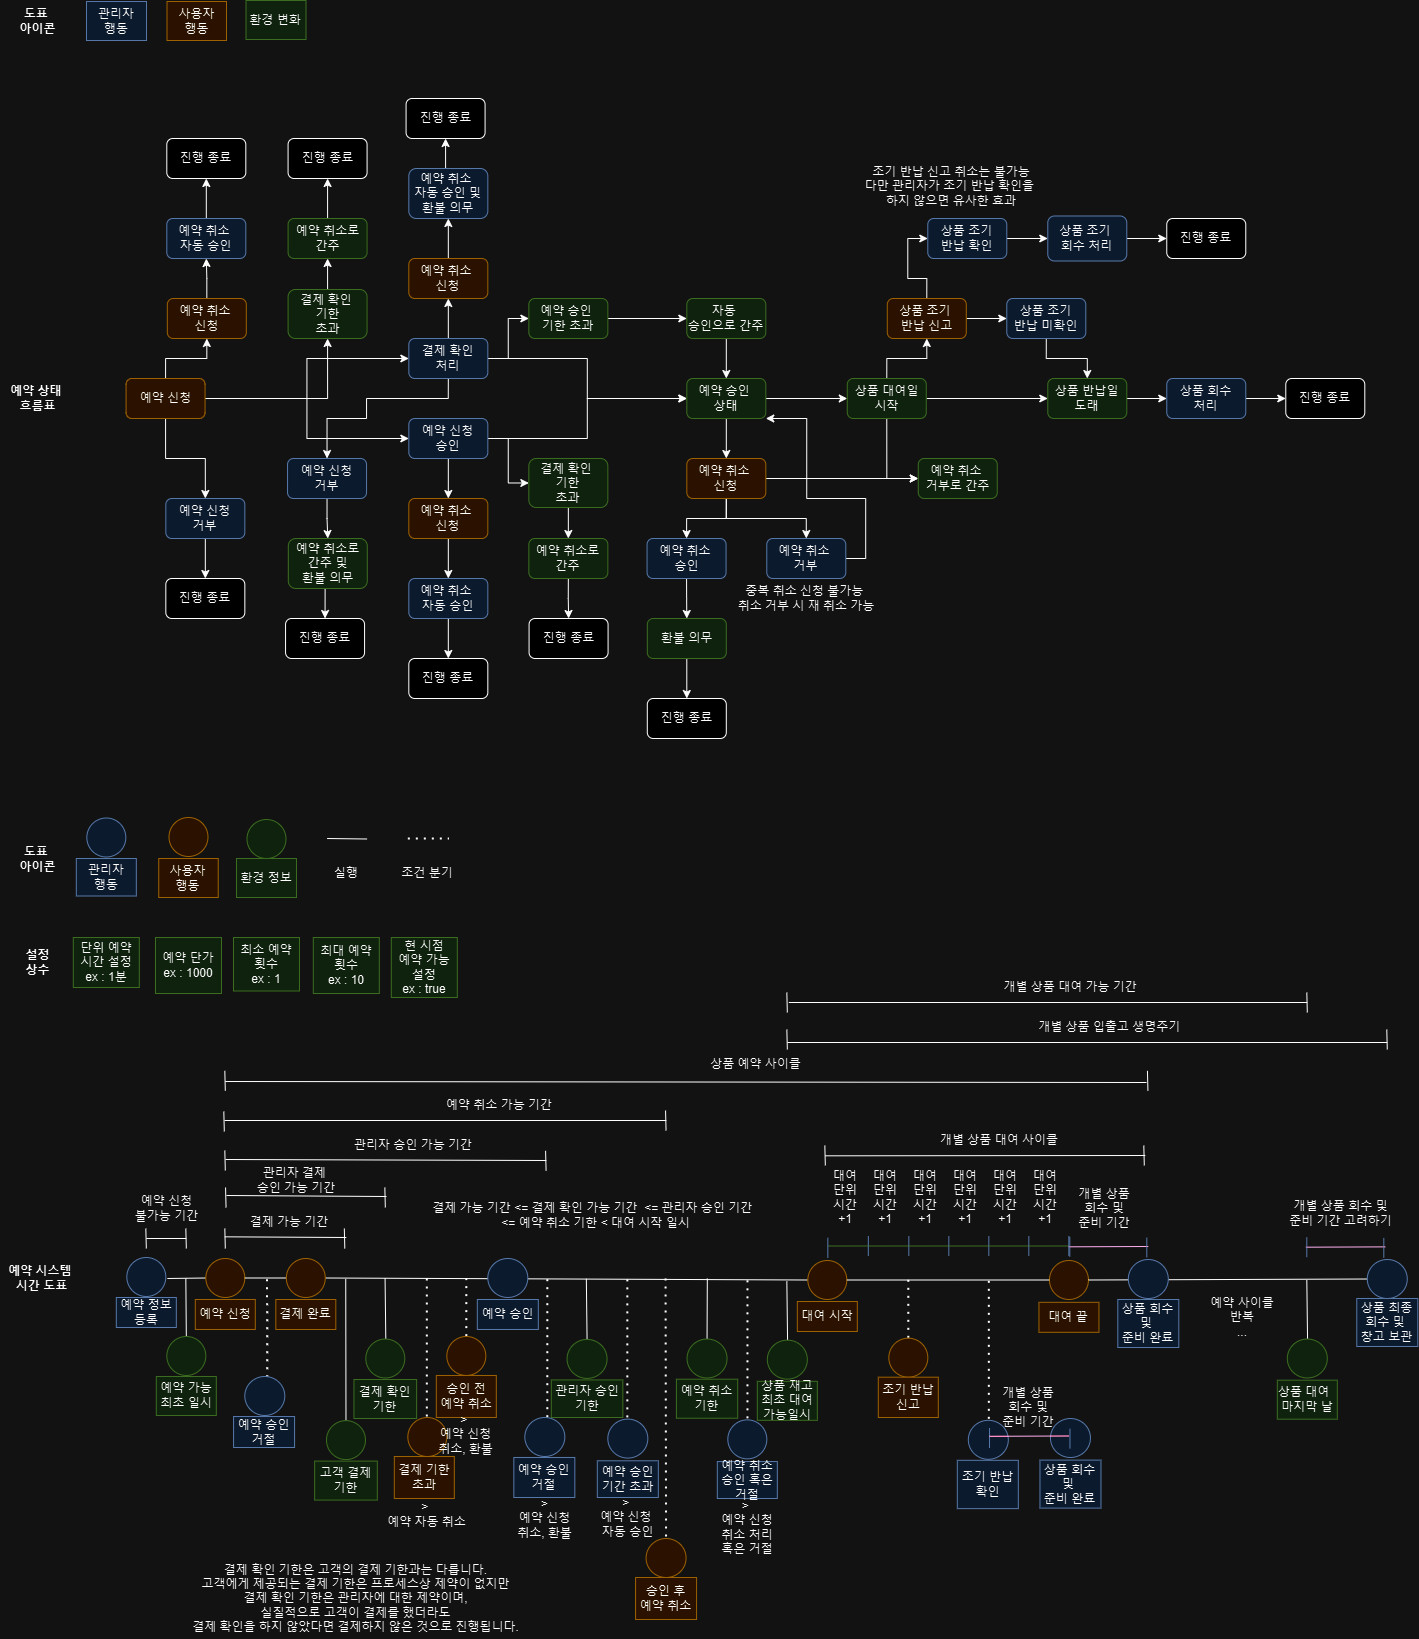 도표
아이콘
관리자
행동
사용자
행동
환경 변화
진행 종료
진행 종료
진행 종료
예약 취소
자동 승인 및
환불 의무
조기 반납 신고 취소는 불가능
다만 관리자가 조기 반납 확인을
하지 않으면 유사한 효과
예약 취소
자동 승인
예약 취소로
간주
예약 취소
신청
상품 조기
반납 확인
상품 조기
회수 처리
진행 종료
예약 취소
신청
결제 확인
기한
초과
예약 승인
기한 초과
자동
승인으로 간주
상품 조기
반납 신고
상품 조기
반납 미확인
결제 확인
처리
예약 상태
흐름표
예약 신청
예약 승인
상태
상품 대여일
시작
상품 반납일
도래
상품 회수
처리
진행 종료
예약 신청
승인
예약 신청
거부
결제 확인
기한
초과
예약 취소
신청
예약 취소
거부로 간주
예약 신청
거부
예약 취소
신청
예약 취소로
간주 및
환불 의무
예약 취소로
간주
예약 취소
승인
예약 취소
거부
중복 취소 신청 불가능
취소 거부 시 재 취소 가능
진행 종료
예약 취소
자동 승인
진행 종료
진행 종료
환불 의무
진행 종료
진행 종료
도표
아이콘
관리자
행동
사용자
행동
환경 정보
실행
조건 분기
설정
상수
단위 예약
시간 설정
ex : 1분
예약 단가
ex : 1000
최소 예약
횟수
ex : 1
최대 예약
횟수
ex : 10
현 시점
예약 가능
설정
ex : true
개별 상품 대여 가능 기간
개별 상품 입출고 생명주기
상품 예약 사이클
예약 취소 가능 기간
관리자 승인 가능 기간
개별 상품 대여 사이클
관리자 결제
승인 가능 기간
대여
단위
시간
+1
대여
단위
시간
+1
대여
단위
시간
+1
대여
단위
시간
+1
대여
단위
시간
+1
대여
단위
시간
+1
예약 신청
불가능 기간
결제 가능 기간
결제 가능 기간 <= 결제 확인 가능 기간 <= 관리자 승인 기간
<= 예약 취소 기한 < 대여 시작 일시
개별 상품
회수 및
준비 기간
개별 상품 회수 및
준비 기간 고려하기
예약 시스템
시간 도표
예약 정보
등록
예약 신청
결제 완료
예약 승인
대여 시작
대여 끝
상품 회수
및
준비 완료
예약 사이클
반복
...
상품 최종
회수 및
창고 보관
예약 가능
최초 일시
예약 승인
거절
결제 확인
기한
승인 전
예약 취소
>
예약 신청
취소, 환불
관리자 승인
기한
예약 취소
기한
상품 재고
최초 대여
가능일시
조기 반납
신고
개별 상품
회수 및
준비 기간
상품 대여
마지막 날
고객 결제
기한
결제 기한
초과
>
예약 자동 취소
예약 승인
거절
>
예약 신청
취소, 환불
예약 승인
기간 초과
>
예약 신청
자동 승인
예약 취소
승인 혹은
거절
>
예약 신청
취소 처리
혹은 거절
조기 반납
확인
상품 회수
및
준비 완료
승인 후
예약 취소
결제 확인 기한은 고객의 결제 기한과는 다릅니다.
고객에게 제공되는 결제 기한은 프로세스상 제약이 없지만
결제 확인 기한은 관리자에 대한 제약이며,
실질적으로 고객이 결제를 했더라도
결제 확인을 하지 않았다면 결제하지 않은 것으로 진행됩니다.